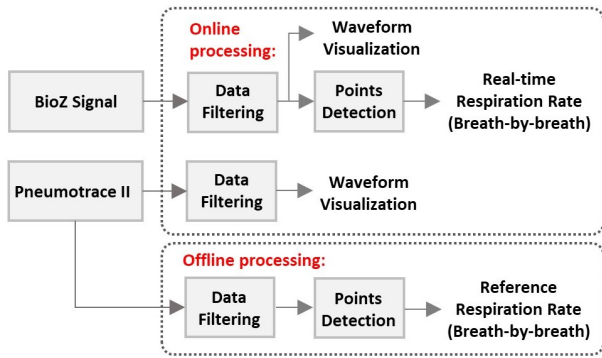 Online
processing:
Waveform
Visualization
BioZ Signal
Data
Filtering
Points
Detection
Real-time
Respiration Rate
(Breath-by-breath)
Pneumotrace II
Data
Filtering
Waveform
Visualization
Offline processing:
Data
Filtering
Points
Detection
Reference
Respiration Rate
(Breath-by-breath)